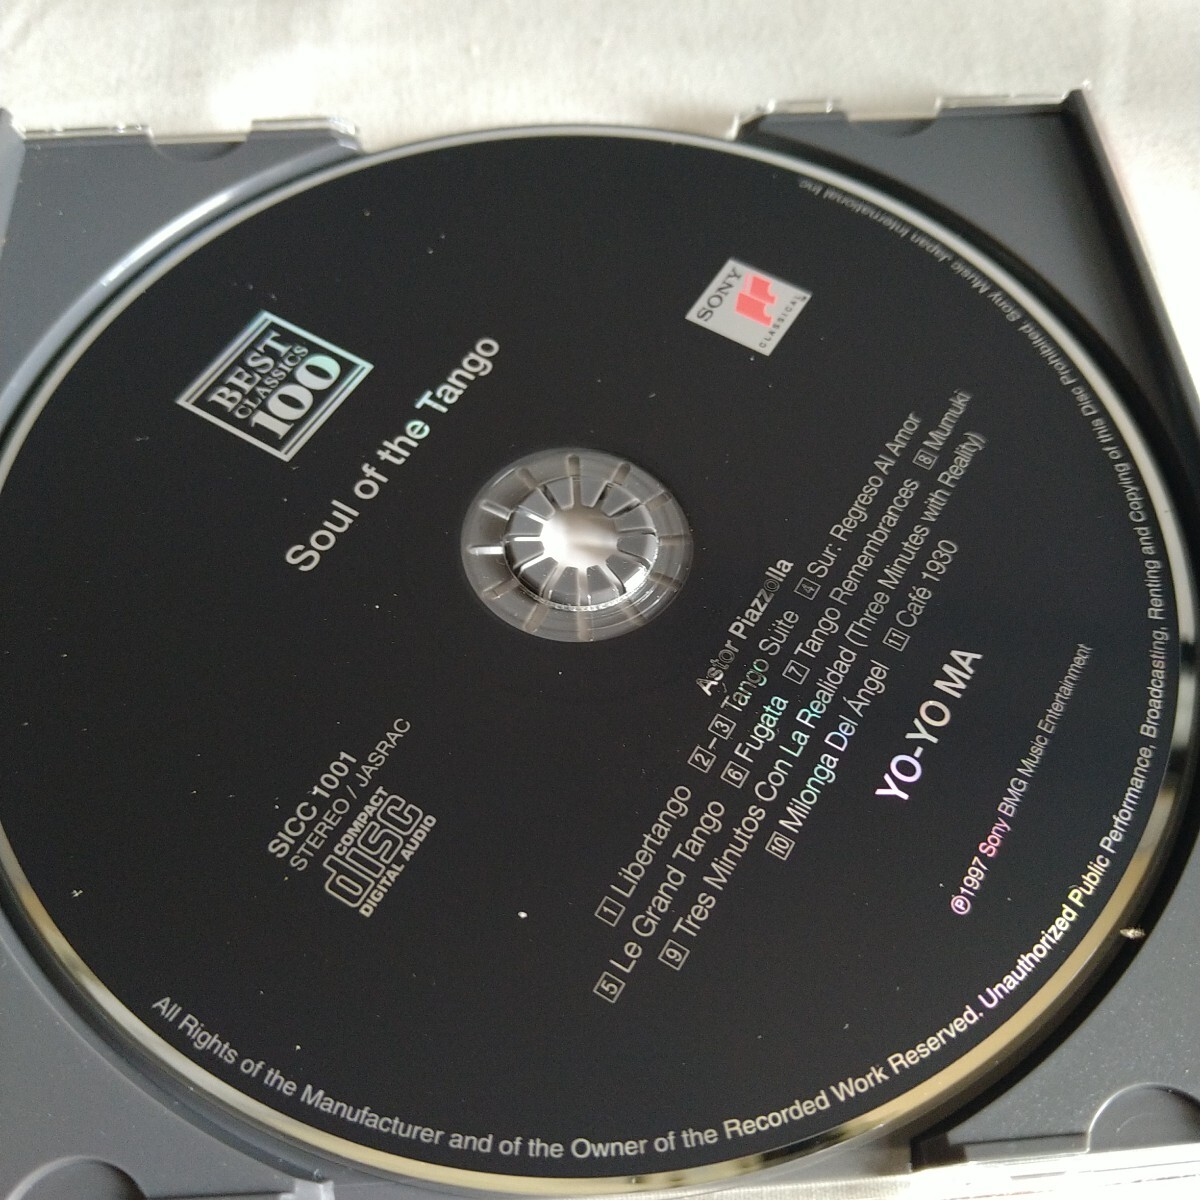 BEST
CLASSICS
100
Soul of the Tango
SONY
CLASSICAL
Astor Piazzolla
1 Libertango 2-3 Tango Suite 4 Sur: Regreso Al Amor
5 Le Grand Tango 6 Fugata 7 Tango Remembrances 8 Mumuki
9 Tres Minutos Con La Realidad (Three Minutes with Reality)
10 Milonga Del Ángel 11 Café 1930
YO-YO MA
SICC 1001
STEREO / JASRAC
COMPACT
disc
DIGITAL AUDIO
℗1997 Sony BMG Music Entertainment
All Rights of the Manufacturer and of the Owner of the Recorded Work Reserved. Unauthorized Public Performance, Broadcasting, Renting and Copying of this Disc Prohibited. Sony Music Japan International Inc.